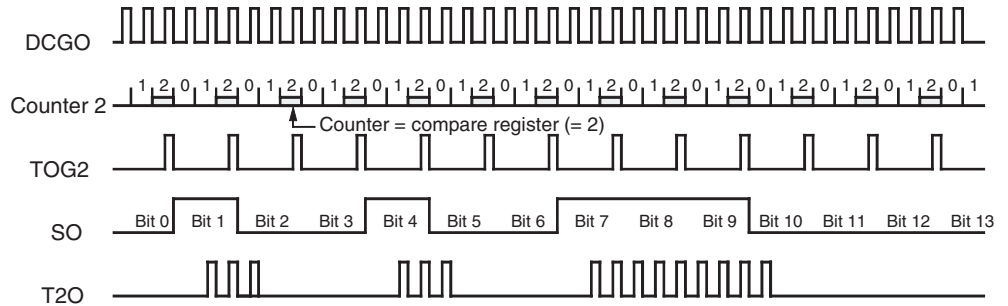 DCGO
Counter 2 1 2 0 1 2 0 1 2 0 1 2 0 1 2 0 1 2 0 1 2 0 1 2 0 1 2 0 1 2 0 1 2 0 1 2 0 1 2 0 1
Counter = compare register (= 2)
TOG2
SO Bit 0 Bit 1 Bit 2 Bit 3 Bit 4 Bit 5 Bit 6 Bit 7 Bit 8 Bit 9 Bit 10 Bit 11 Bit 12 Bit 13
T2O